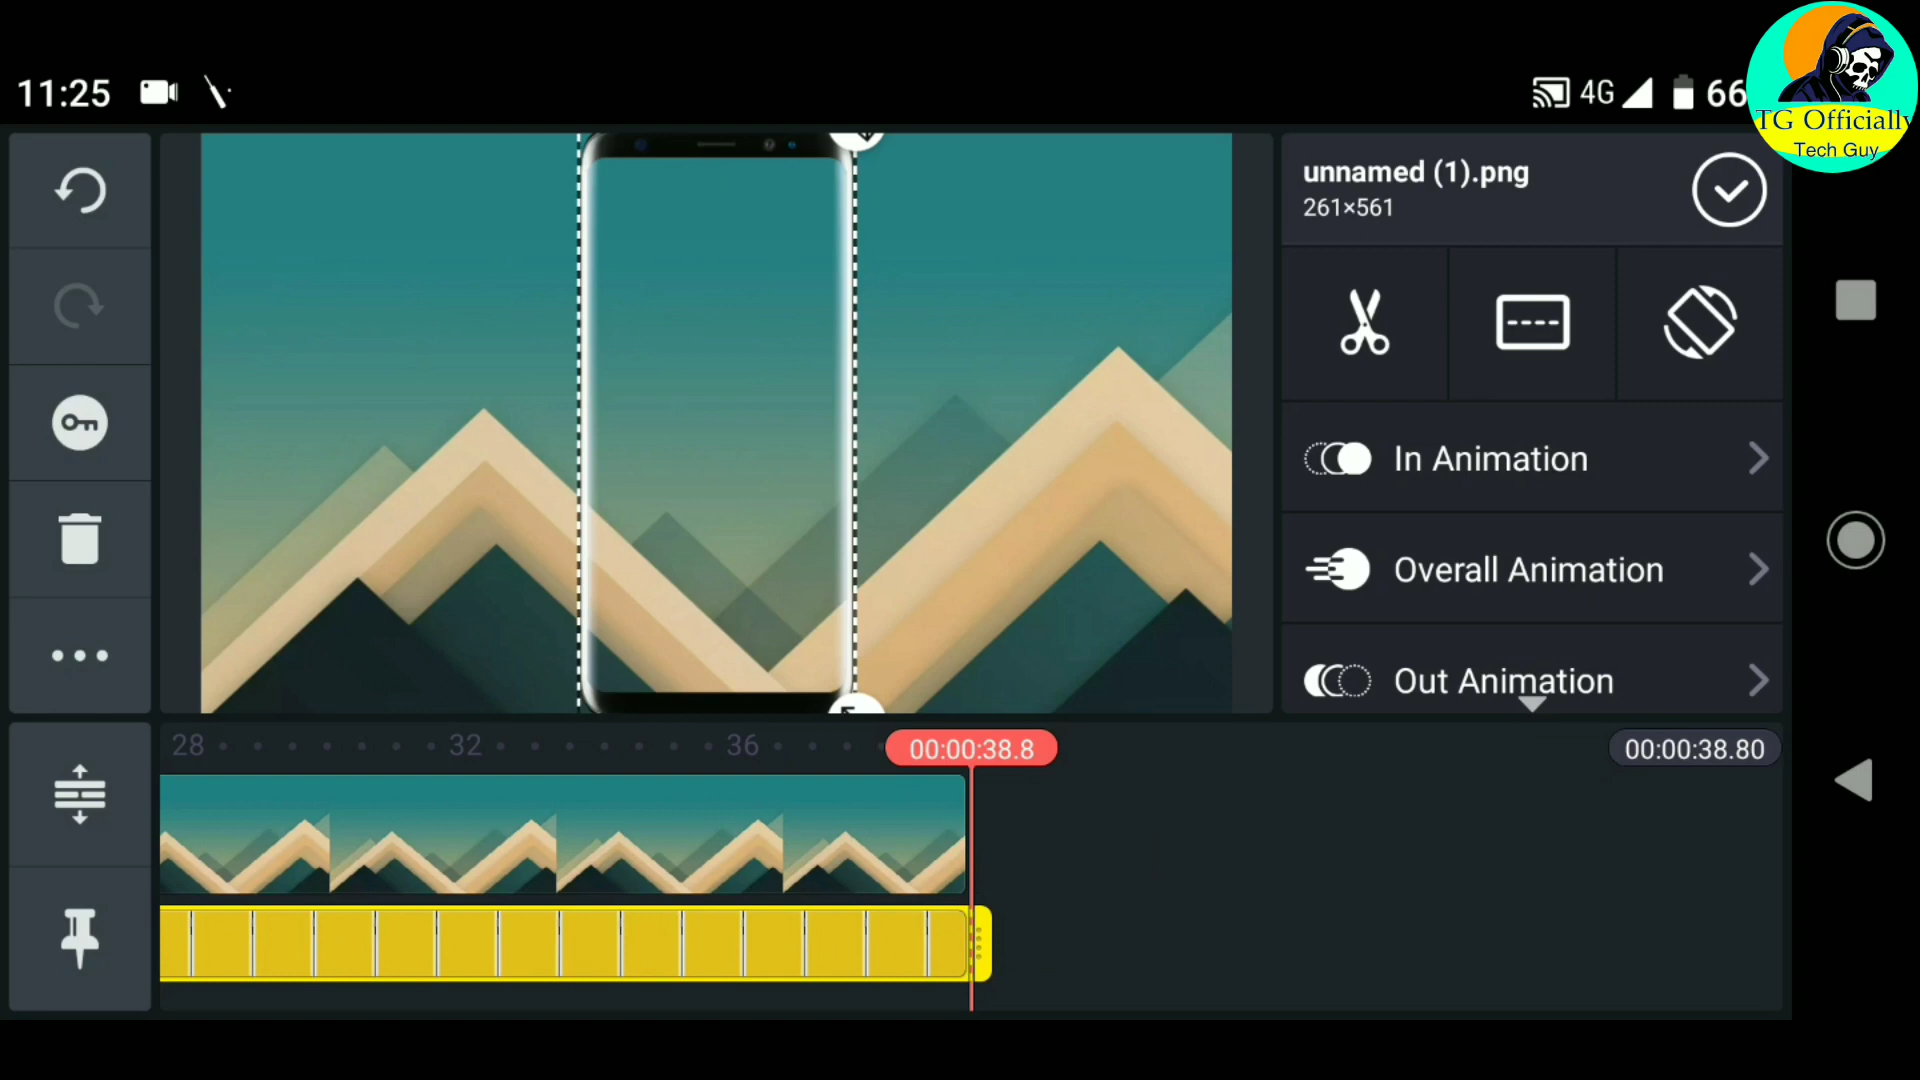 11:25
4G
66
TG Officially
Tech Guy
unnamed (1).png
261×561
In Animation
Overall Animation
Out Animation
28
32
36
00:00:38.8
00:00:38.80